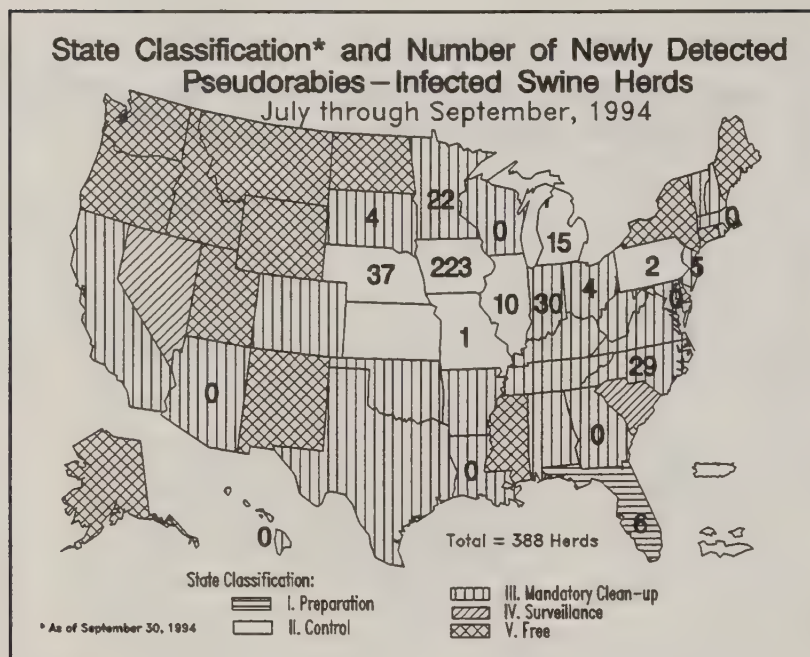 State Classification* and Number of Newly Detected
Pseudorabies-Infected Swine Herds
July through September, 1994
22
4
0
0
15
37
223
2
5
10
30
4
0
1
29
0
0
0
0
6
Total = 388 Herds
State Classification:
I. Preparation
II. Control
III. Mandatory Clean-up
IV. Surveillance
V. Free
* As of September 30, 1994